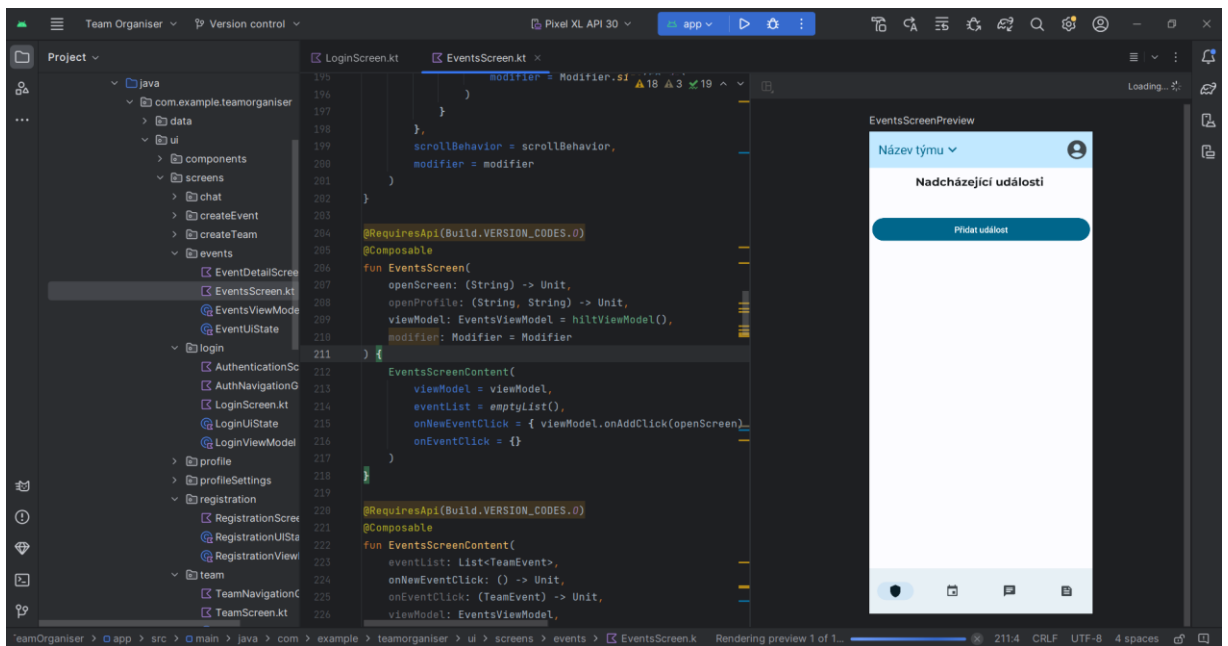 Team Organiser
Version control
Pixel XL API 30
app
Project
LoginScreen.kt
EventsScreen.kt
java
com.example.teamorganiser
data
ui
components
screens
chat
createEvent
createTeam
events
EventDetailScree
EventsScreen.kt
EventsViewMode
EventUiState
login
AuthenticationSc
AuthNavigationG
LoginScreen.kt
LoginUiState
LoginViewModel
profile
profileSettings
registration
RegistrationScree
RegistrationUISta
RegistrationView
team
TeamNavigationG
TeamScreen.kt
18 3 19
195 modifier = Modifier.si
196 )
197 }
198 },
199 scrollBehavior = scrollBehavior,
200 modifier = modifier
201 )
202 }
203
204 @RequiresApi(Build.VERSION_CODES.O)
205 @Composable
206 fun EventsScreen(
207 openScreen: (String) -> Unit,
208 openProfile: (String, String) -> Unit,
209 viewModel: EventsViewModel = hiltViewModel(),
210 modifier: Modifier = Modifier
211 ) {
212 EventsScreenContent(
213 viewModel = viewModel,
214 eventList = emptyList(),
215 onNewEventClick = { viewModel.onAddClick(openScreen)
216 onEventClick = {}
217 )
218 }
219
220 @RequiresApi(Build.VERSION_CODES.O)
221 @Composable
222 fun EventsScreenContent(
223 eventList: List<TeamEvent>,
224 onNewEventClick: () -> Unit,
225 onEventClick: (TeamEvent) -> Unit,
226 viewModel: EventsViewModel,
Loading...
EventsScreenPreview
Název týmu
Nadcházející události
Přidat událost
eamOrganiser > app > src > main > java > com > example > teamorganiser > ui > screens > events > EventsScreen.k
Rendering preview 1 of 1...
211:4 CRLF UTF-8 4 spaces